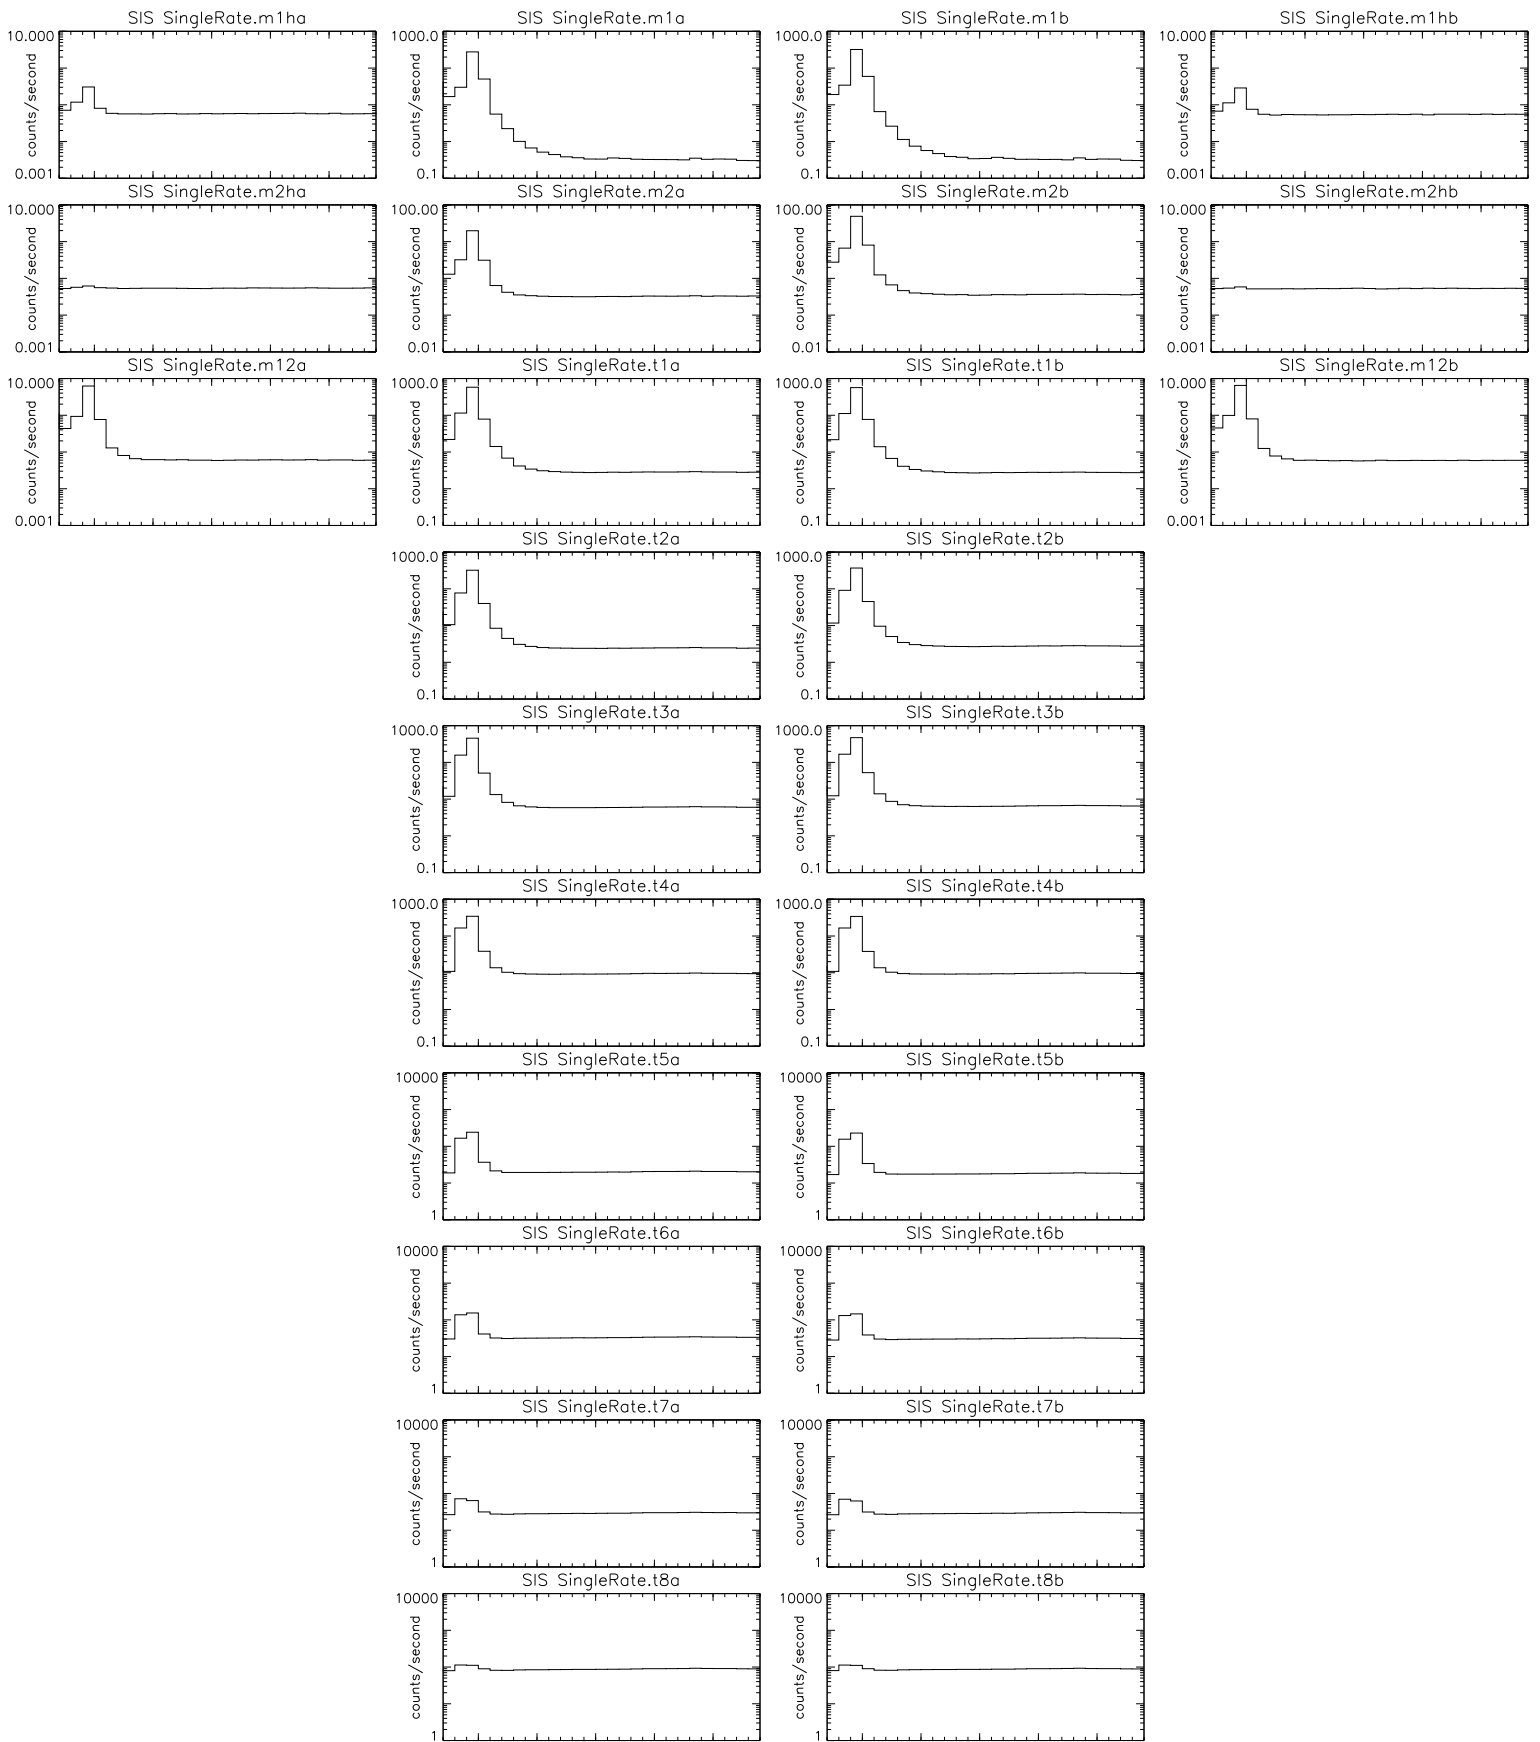 SIS SingleRate.m1ha
10.000
counts/second
0.001
SIS SingleRate.m1a
1000.0
counts/second
0.1
SIS SingleRate.m1b
1000.0
counts/second
0.1
SIS SingleRate.m1hb
10.000
counts/second
0.001
SIS SingleRate.m2ha
10.000
counts/second
0.001
SIS SingleRate.m2a
100.00
counts/second
0.01
SIS SingleRate.m2b
100.00
counts/second
0.01
SIS SingleRate.m2hb
10.000
counts/second
0.001
SIS SingleRate.m12a
10.000
counts/second
0.001
SIS SingleRate.t1a
1000.0
counts/second
0.1
SIS SingleRate.t1b
1000.0
counts/second
0.1
SIS SingleRate.m12b
10.000
counts/second
0.001
SIS SingleRate.t2a
1000.0
counts/second
0.1
SIS SingleRate.t2b
1000.0
counts/second
0.1
SIS SingleRate.t3a
1000.0
counts/second
0.1
SIS SingleRate.t3b
1000.0
counts/second
0.1
SIS SingleRate.t4a
1000.0
counts/second
0.1
SIS SingleRate.t4b
1000.0
counts/second
0.1
SIS SingleRate.t5a
10000
counts/second
1
SIS SingleRate.t5b
10000
counts/second
1
SIS SingleRate.t6a
10000
counts/second
1
SIS SingleRate.t6b
10000
counts/second
1
SIS SingleRate.t7a
10000
counts/second
1
SIS SingleRate.t7b
10000
counts/second
1
SIS SingleRate.t8a
10000
counts/second
1
SIS SingleRate.t8b
10000
counts/second
1